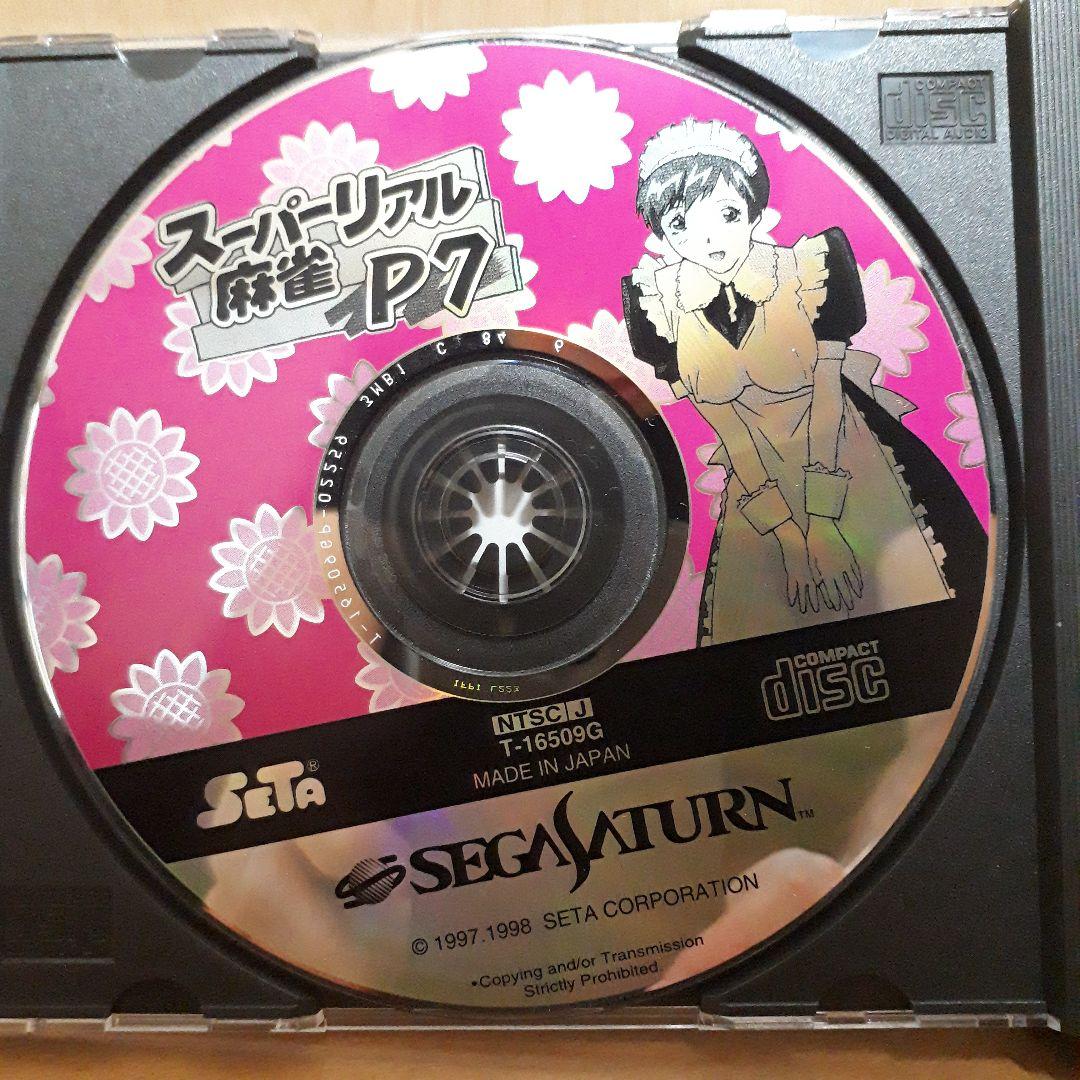 COMPACT
disc
DIGITAL AUDIO
スーパーリアル
麻雀 P7
COMPACT
disc
NTSC J
T-16509G
MADE IN JAPAN
SETA®
SEGA SATURN™
© 1997.1998 SETA CORPORATION
•Copying and/or Transmission
Strictly Prohibited.